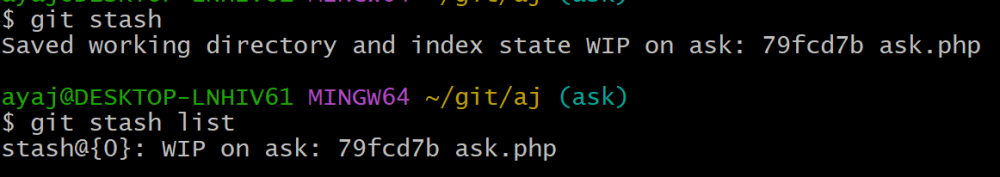 $ git stash
Saved working directory and index state WIP on ask: 79fcd7b ask.php
ayaj@DESKTOP-LNHIV61 MINGW64 ~/git/aj (ask)
$ git stash list
stash@{0}: WIP on ask: 79fcd7b ask.php